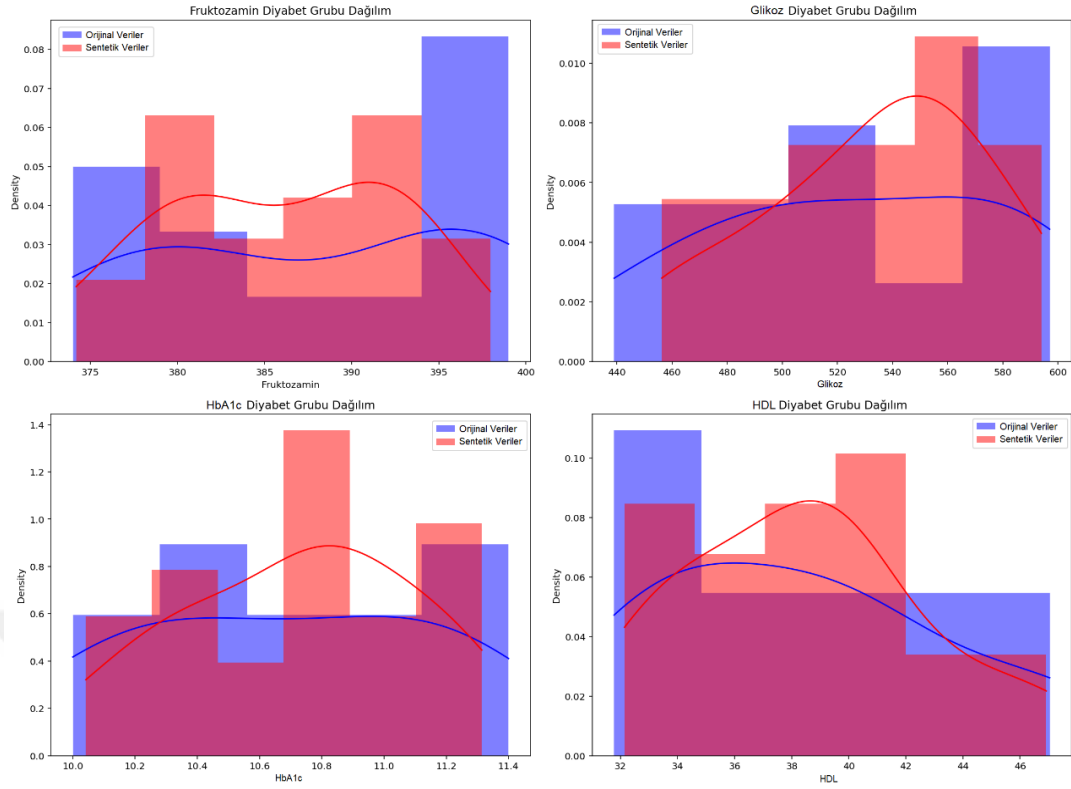 Fruktozamin Diyabet Grubu Dağılım
Orijinal Veriler
Sentetik Veriler
Density
0.08
0.07
0.06
0.05
0.04
0.03
0.02
0.01
0.00
375 380 385 390 395 400
Fruktozamin
Glikoz Diyabet Grubu Dağılım
Orijinal Veriler
Sentetik Veriler
Density
0.010
0.008
0.006
0.004
0.002
0.000
440 460 480 500 520 540 560 580 600
Glikoz
HbA1c Diyabet Grubu Dağılım
Orijinal Veriler
Sentetik Veriler
Density
1.4
1.2
1.0
0.8
0.6
0.4
0.2
0.0
10.0 10.2 10.4 10.6 10.8 11.0 11.2 11.4
HbA1c
HDL Diyabet Grubu Dağılım
Orijinal Veriler
Sentetik Veriler
Density
0.10
0.08
0.06
0.04
0.02
0.00
32 34 36 38 40 42 44 46
HDL